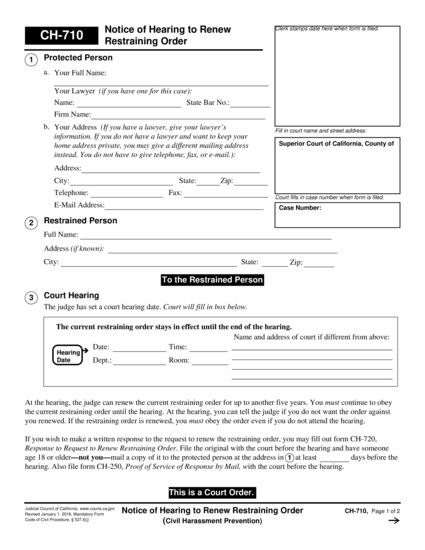 CH-710
Notice of Hearing to Renew
Restraining Order
Clerk stamps date here when form is filed.
1
Protected Person
a. Your Full Name:
Your Lawyer (if you have one for this case):
Name: State Bar No.:
Firm Name:
b. Your Address (If you have a lawyer, give your lawyer's
information. If you do not have a lawyer and want to keep your
home address private, you may give a different mailing address
instead. You do not have to give telephone, fax, or e-mail.):
Address:
City: State: Zip:
Telephone: Fax:
E-Mail Address:
Fill in court name and street address:
Superior Court of California, County of
Court fills in case number when form is filed.
Case Number:
2
Restrained Person
Full Name:
Address (if known):
City: State: Zip:
To the Restrained Person
3
Court Hearing
The judge has set a court hearing date. Court will fill in box below.
The current restraining order stays in effect until the end of the hearing.
Name and address of court if different from above:
Hearing
Date
Date: Time:
Dept.: Room:
At the hearing, the judge can renew the current restraining order for up to another five years. You must continue to obey
the current restraining order until the hearing. At the hearing, you can tell the judge if you do not want the order against
you renewed. If the restraining order is renewed, you must obey the order even if you do not attend the hearing.
If you wish to make a written response to the request to renew the restraining order, you may fill out form CH-720,
Response to Request to Renew Restraining Order. File the original with the court before the hearing and have someone
age 18 or older—not you—mail a copy of it to the protected person at the address in 1 at least days before the
hearing. Also file form CH-250, Proof of Service of Response by Mail, with the court before the hearing.
This is a Court Order.
Judicial Council of California, www.courts.ca.gov
Revised January 1, 2016, Mandatory Form
Code of Civil Procedure, § 527.6(j)
Notice of Hearing to Renew Restraining Order
(Civil Harassment Prevention)
CH-710, Page 1 of 2